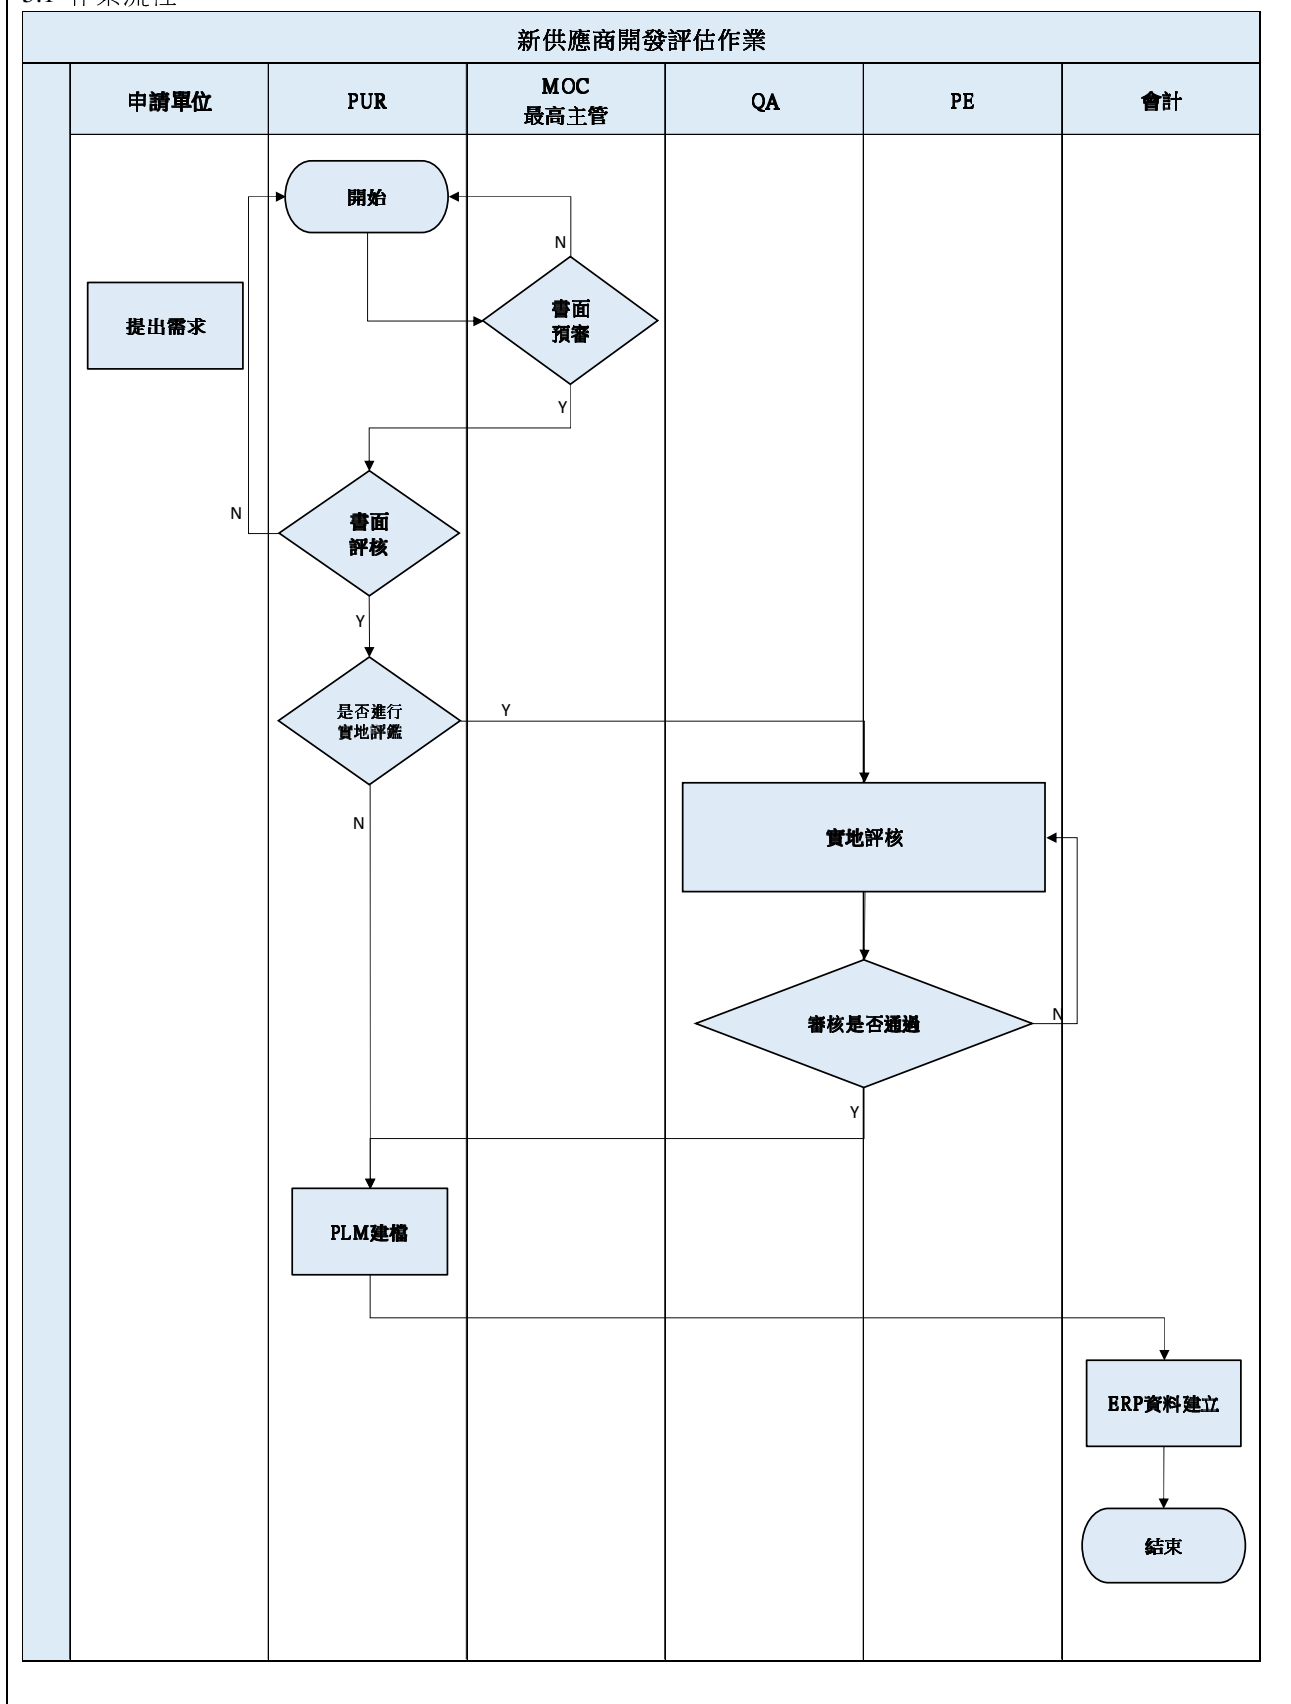 新供應商開發評估作業
申請單位
PUR
MOC
最高主管
QA
PE
會計
開始
N
書面
預審
提出需求
Y
N
書面
評核
Y
是否進行
實地評鑑
Y
N
實地評核
審核是否通過
N
Y
PLM建檔
ERP資料建立
結束